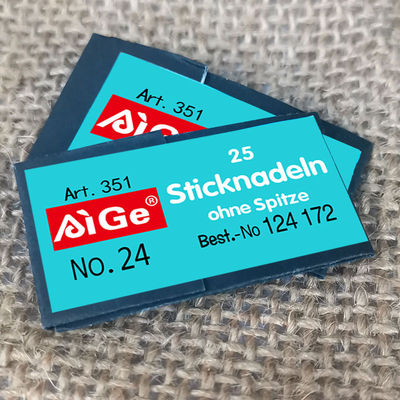 Art. 351
AiGe
Art. 351
AiGe®
NO. 24
25
Sticknadeln
ohne Spitze
Best.-No 124 172